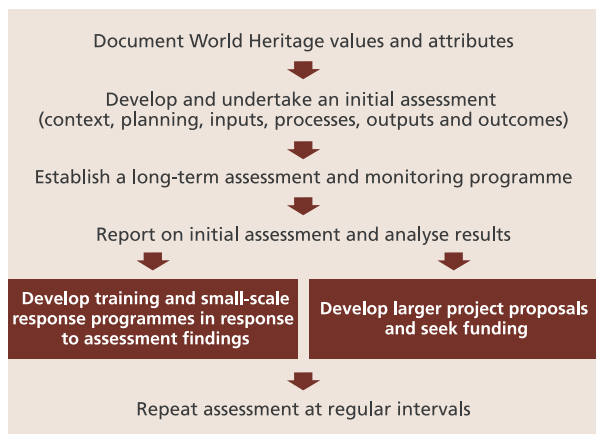 Document World Heritage values and attributes
Develop and undertake an initial assessment
(context, planning, inputs, processes, outputs and outcomes)
Establish a long-term assessment and monitoring programme
Report on initial assessment and analyse results
Develop training and small-scale
response programmes in response
to assessment findings
Develop larger project proposals
and seek funding
Repeat assessment at regular intervals